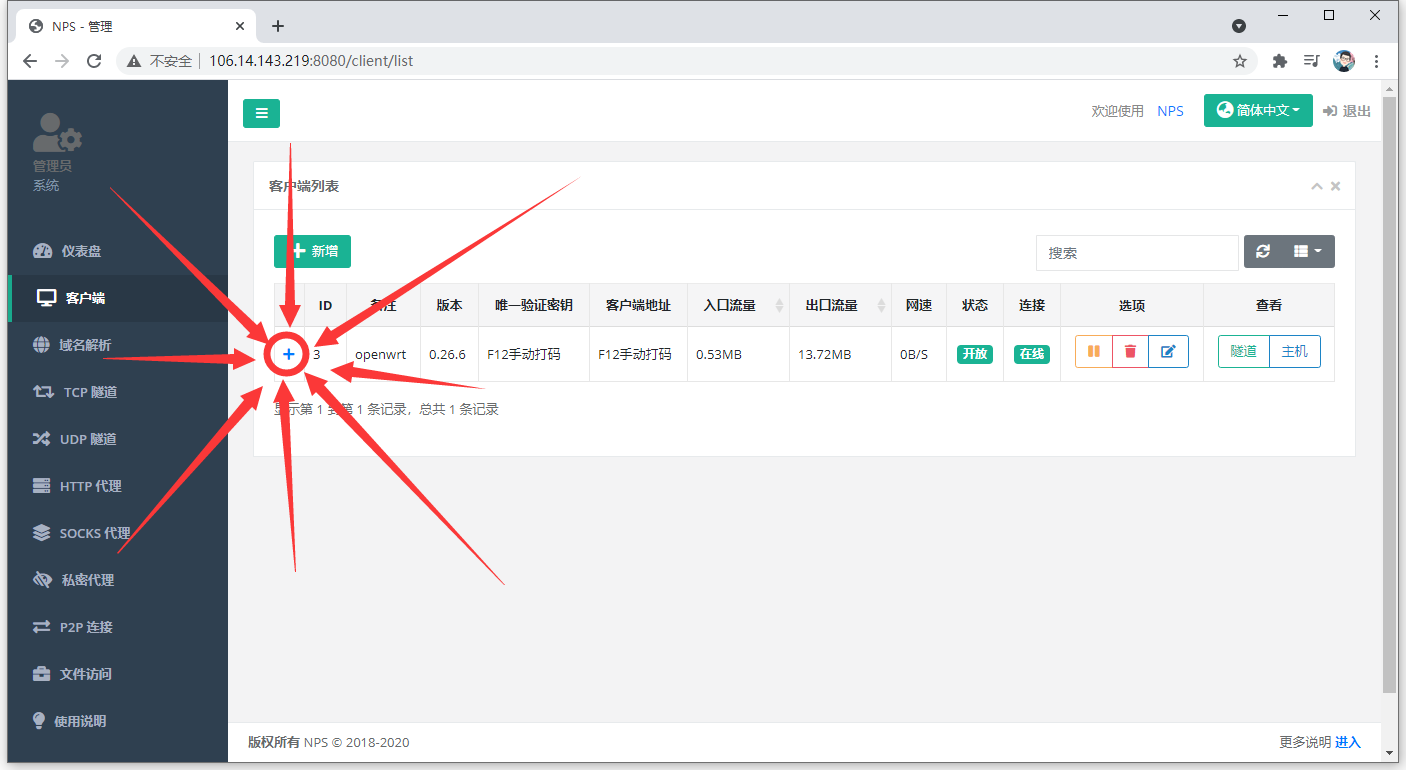 NPS - 管理
不安全 106.14.143.219:8080/client/list
欢迎使用 NPS 简体中文 退出
管理员
系统
仪表盘
客户端
域名解析
TCP 隧道
UDP 隧道
HTTP 代理
SOCKS 代理
私密代理
P2P 连接
文件访问
使用说明
客户端列表
新增
搜索
ID 备注 版本 唯一验证密钥 客户端地址 入口流量 出口流量 网速 状态 连接 选项 查看
3 openwrt 0.26.6 F12手动打码 F12手动打码 0.53MB 13.72MB 0B/S 开放 在线 隧道 主机
显示第 1 到第 1 条记录，总共 1 条记录
版权所有 NPS © 2018-2020
更多说明 进入